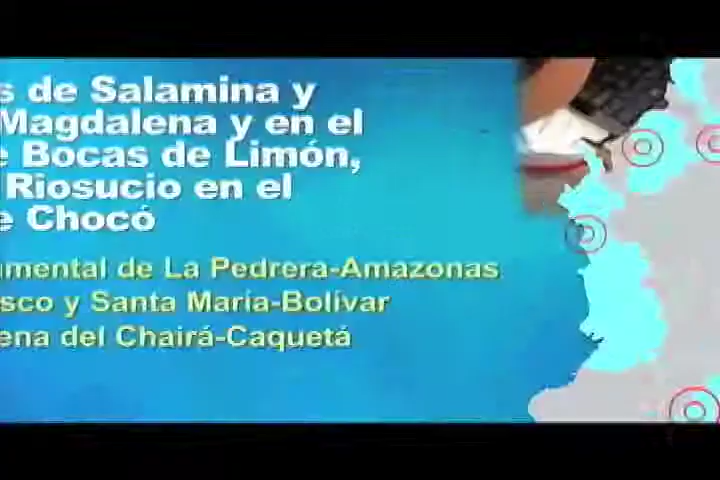 s de Salamina y
Magdalena y en el
e Bocas de Limón,
Riosucio en el
e Chocó
umental de La Pedrera-Amazonas
sco y Santa María-Bolívar
ena del Chairá-Caquetá